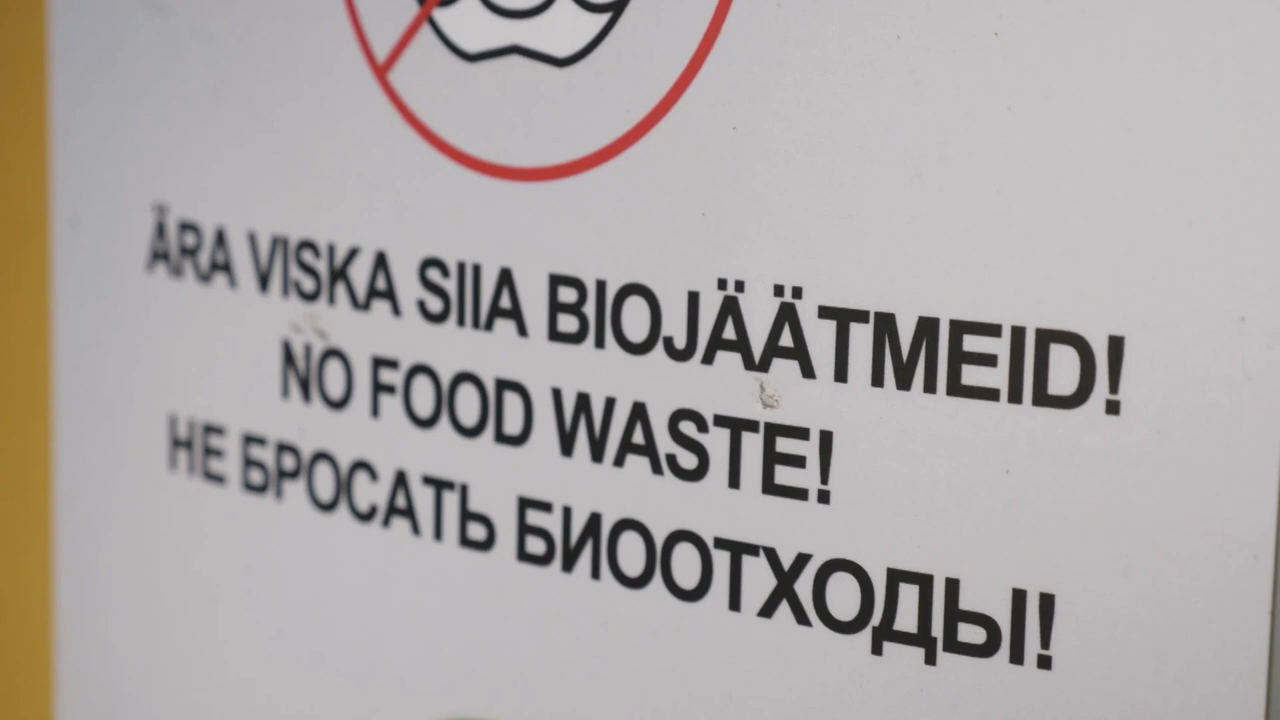 ÄRA VISKA SIIA BIOJÄÄTMEID!
NO FOOD WASTE!
НЕ БРОСАТЬ БИООТХОДЫ!